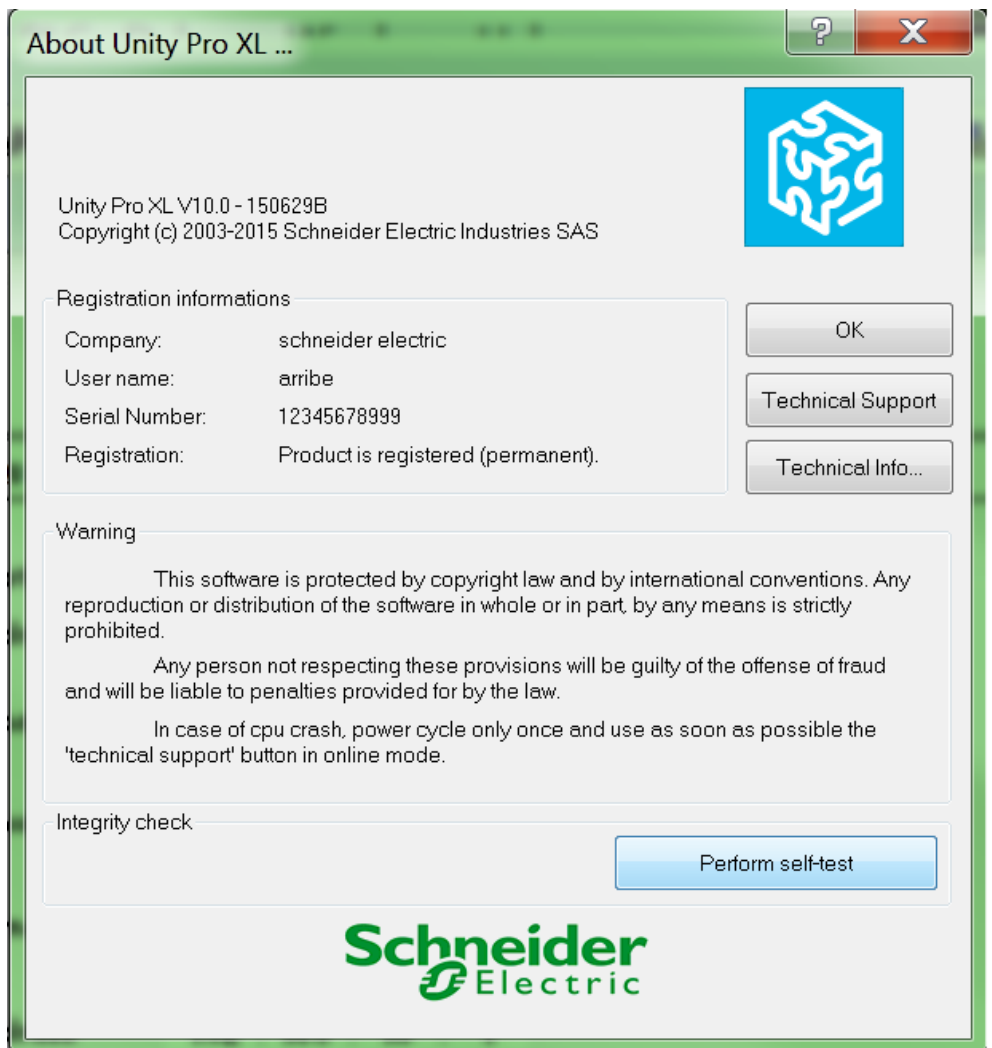 About Unity Pro XL ...
Unity Pro XL V10.0 - 150629B
Copyright (c) 2003-2015 Schneider Electric Industries SAS
Registration informations
Company: schneider electric
User name: arribe
Serial Number: 12345678999
Registration: Product is registered (permanent).
OK
Technical Support
Technical Info...
Warning
This software is protected by copyright law and by international conventions. Any
reproduction or distribution of the software in whole or in part, by any means is strictly
prohibited.
Any person not respecting these provisions will be guilty of the offense of fraud
and will be liable to penalties provided for by the law.
In case of cpu crash, power cycle only once and use as soon as possible the
'technical support' button in online mode.
Integrity check
Perform self-test
Schneider
Electric